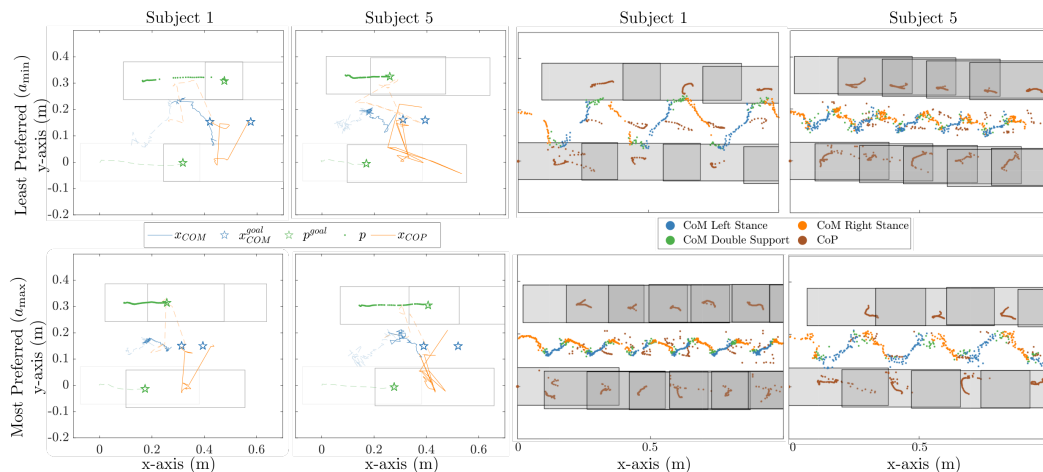 Subject 1
Subject 5
Subject 1
Subject 5
Least Preferred (a_min)
y-axis (m)
0.4
0.3
0.2
0.1
0
-0.1
-0.2
x_COM
x_COM^goal
p^goal
p
x_COP
CoM Left Stance
CoM Right Stance
CoM Double Support
CoP
Most Preferred (a_max)
y-axis (m)
0.4
0.3
0.2
0.1
0
-0.1
-0.2
0
0.2
0.4
0.6
0
0.2
0.4
0.6
0.5
0.5
x-axis (m)
x-axis (m)
x-axis (m)
x-axis (m)